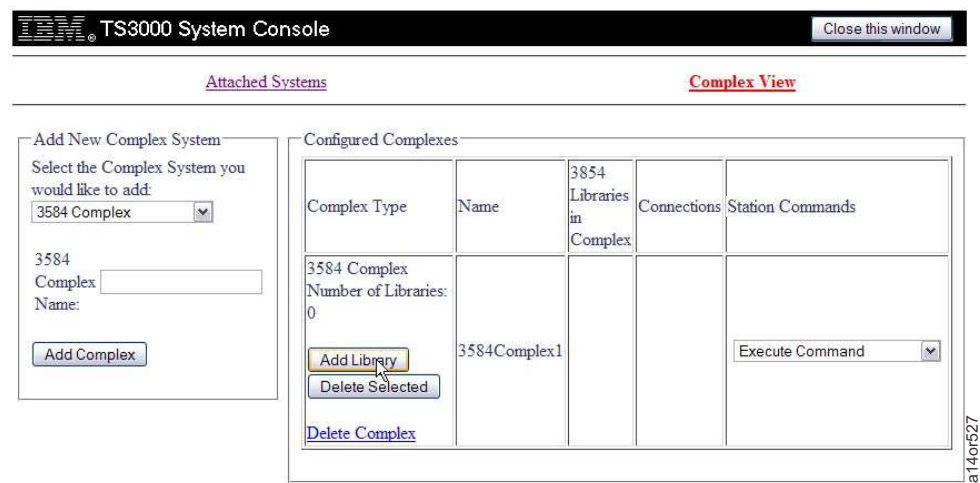 IBM® TS3000 System Console
Close this window
Attached Systems
Complex View
Add New Complex System
Select the Complex System you
would like to add:
3584 Complex
3584
Complex
Name:
Add Complex
Configured Complexes
Complex Type
Name
3854
Libraries
in
Complex
Connections
Station Commands
3584 Complex
Number of Libraries:
0
Add Library
Delete Selected
Delete Complex
3584Complex1
Execute Command
a14or527